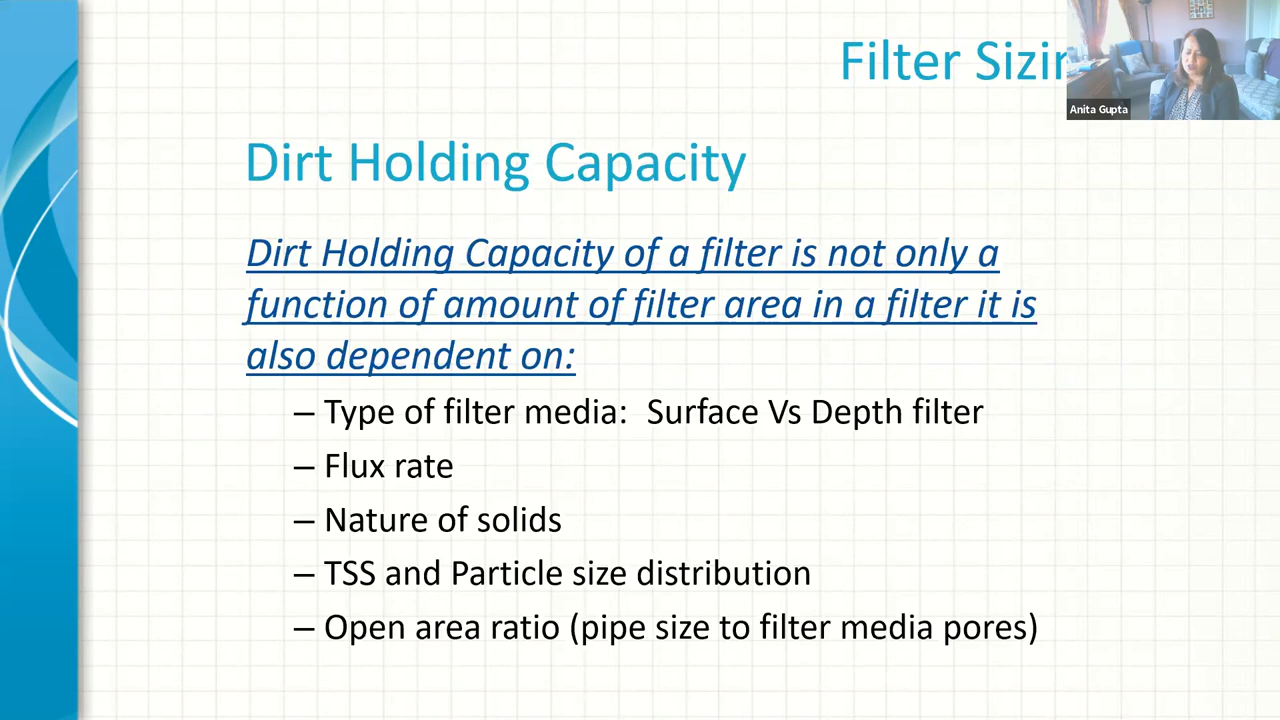 Filter
Anita Gupta
Dirt Holding Capacity
Dirt Holding Capacity of a filter is not only a
function of amount of filter area in a filter it is
also dependent on:
– Type of filter media:  Surface Vs Depth filter
– Flux rate
– Nature of solids
– TSS and Particle size distribution
– Open area ratio (pipe size to filter media pores)